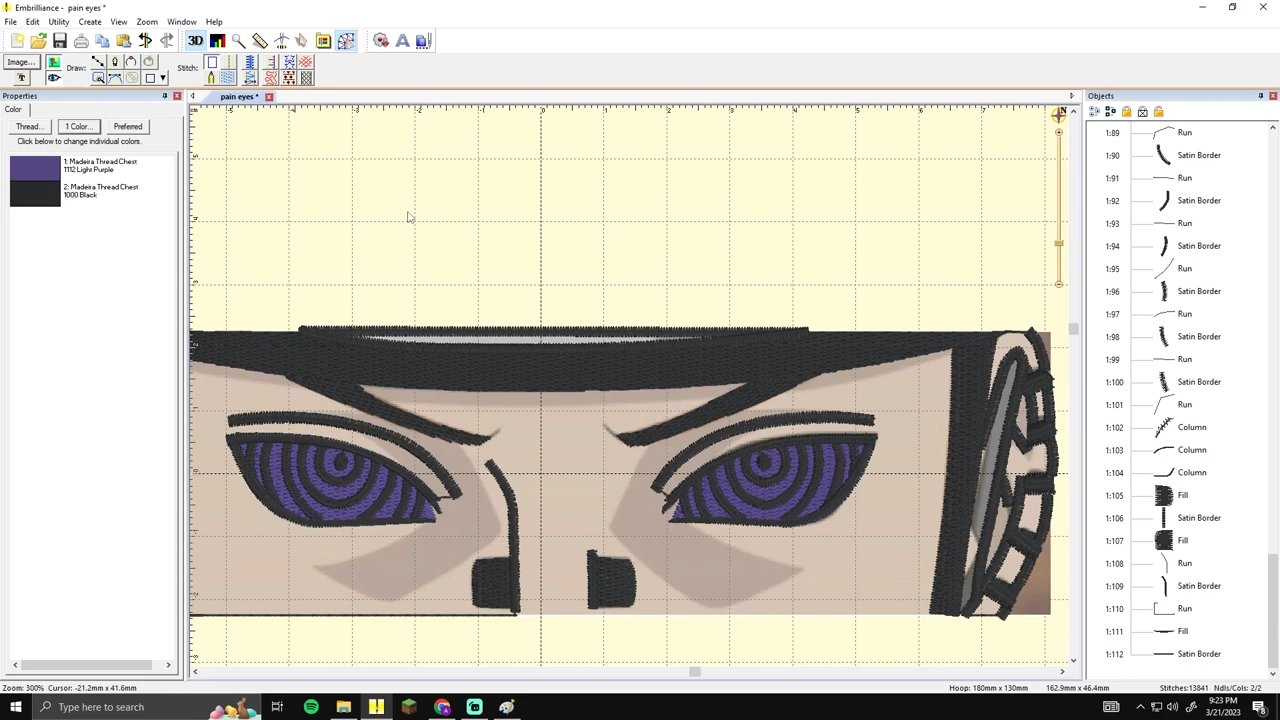 Embrilliance - pain eyes *
File Edit Utility Create View Zoom Window Help
3D
Image... Draw: Stitch:
T
Properties
Color
Thread... 1 Color... Preferred
Click below to change individual colors.
1: Madeira Thread Chest
1112 Light Purple
2: Madeira Thread Chest
1000 Black
pain eyes *
N
Objects
1:89 Run
1:90 Satin Border
1:91 Run
1:92 Satin Border
1:93 Run
1:94 Satin Border
1:95 Run
1:96 Satin Border
1:97 Run
1:98 Satin Border
1:99 Run
1:100 Satin Border
1:101 Run
1:102 Column
1:103 Column
1:104 Column
1:105 Fill
1:106 Satin Border
1:107 Fill
1:108 Run
1:109 Satin Border
1:110 Run
1:111 Fill
1:112 Satin Border
Zoom: 300% Cursor: -21.2mm x 41.6mm Hoop: 180mm x 130mm 162.9mm x 46.4mm Stitches:13841 Ndls/Cols: 2/2
Type here to search
9:23 PM
3/21/2023
8